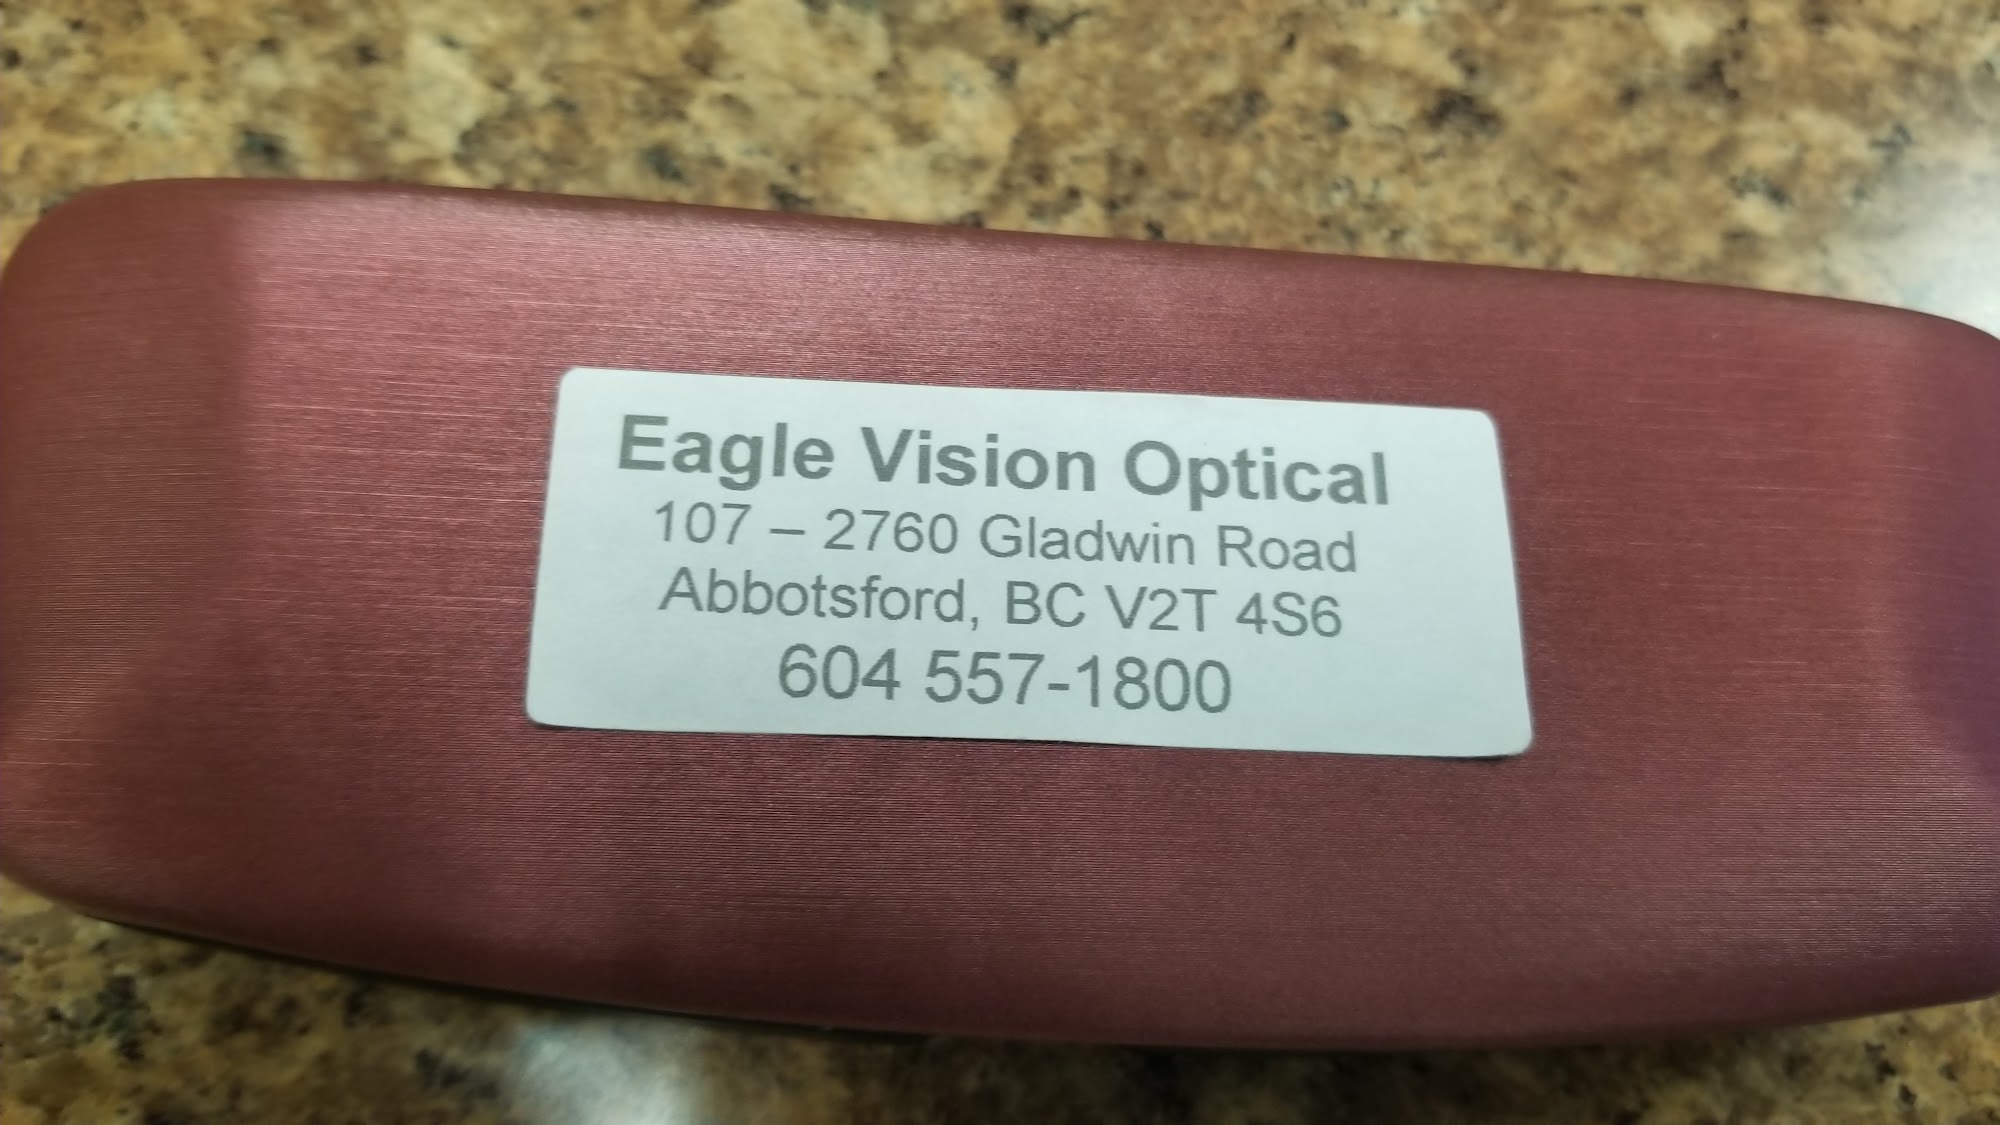 Eagle Vision Optical
107 – 2760 Gladwin Road
Abbotsford, BC V2T 4S6
604 557-1800